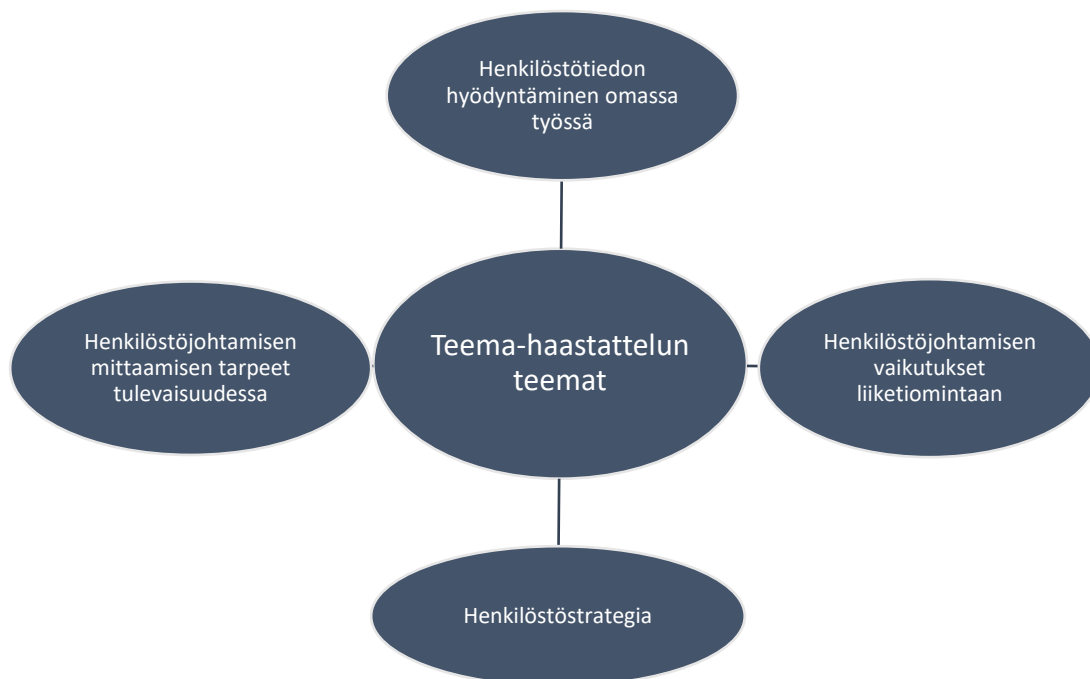 Henkilöstötiedon
hyödyntäminen omassa
työssä
Henkilöstöjohtamisen
mittaamisen tarpeet
tulevaisuudessa
Teema-haastattelun
teemat
Henkilöstöjohtamisen
vaikutukset
liiketiomintaan
Henkilöstöstrategia